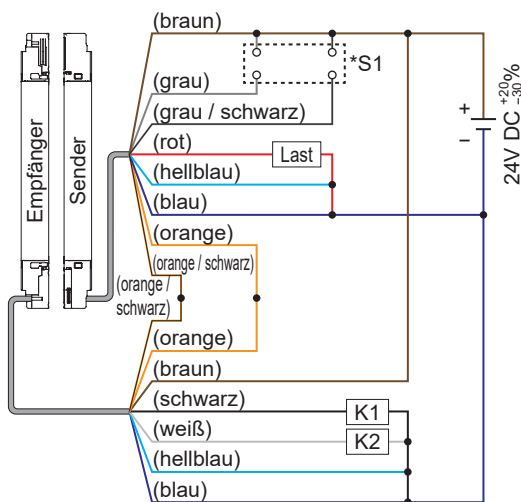 (braun)
*S1
(grau)
(grau / schwarz)
(rot)
Last
(hellblau)
(blau)
(orange)
(orange / schwarz)
(orange /
schwarz)
(orange)
(braun)
(schwarz)
K1
(weiß)
K2
(hellblau)
(blau)
Empfänger
Sender
+
−
24V DC +20 −30 %